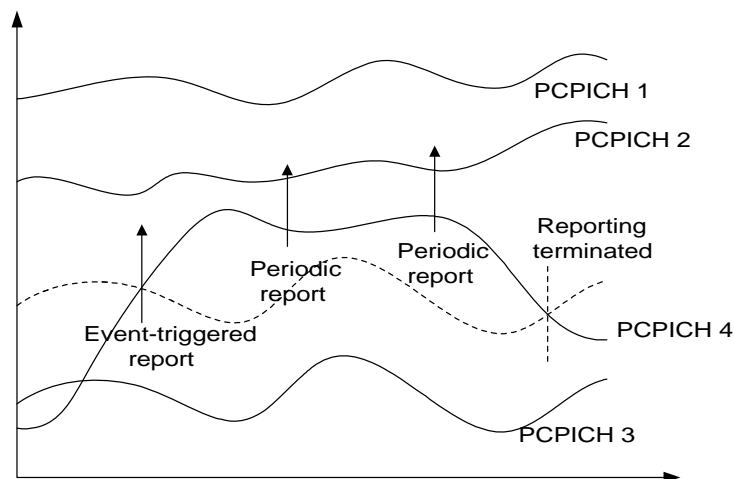 PCPICH 1
PCPICH 2
Reporting
terminated
Periodic
report
Periodic
report
Event-triggered
report
PCPICH 4
PCPICH 3